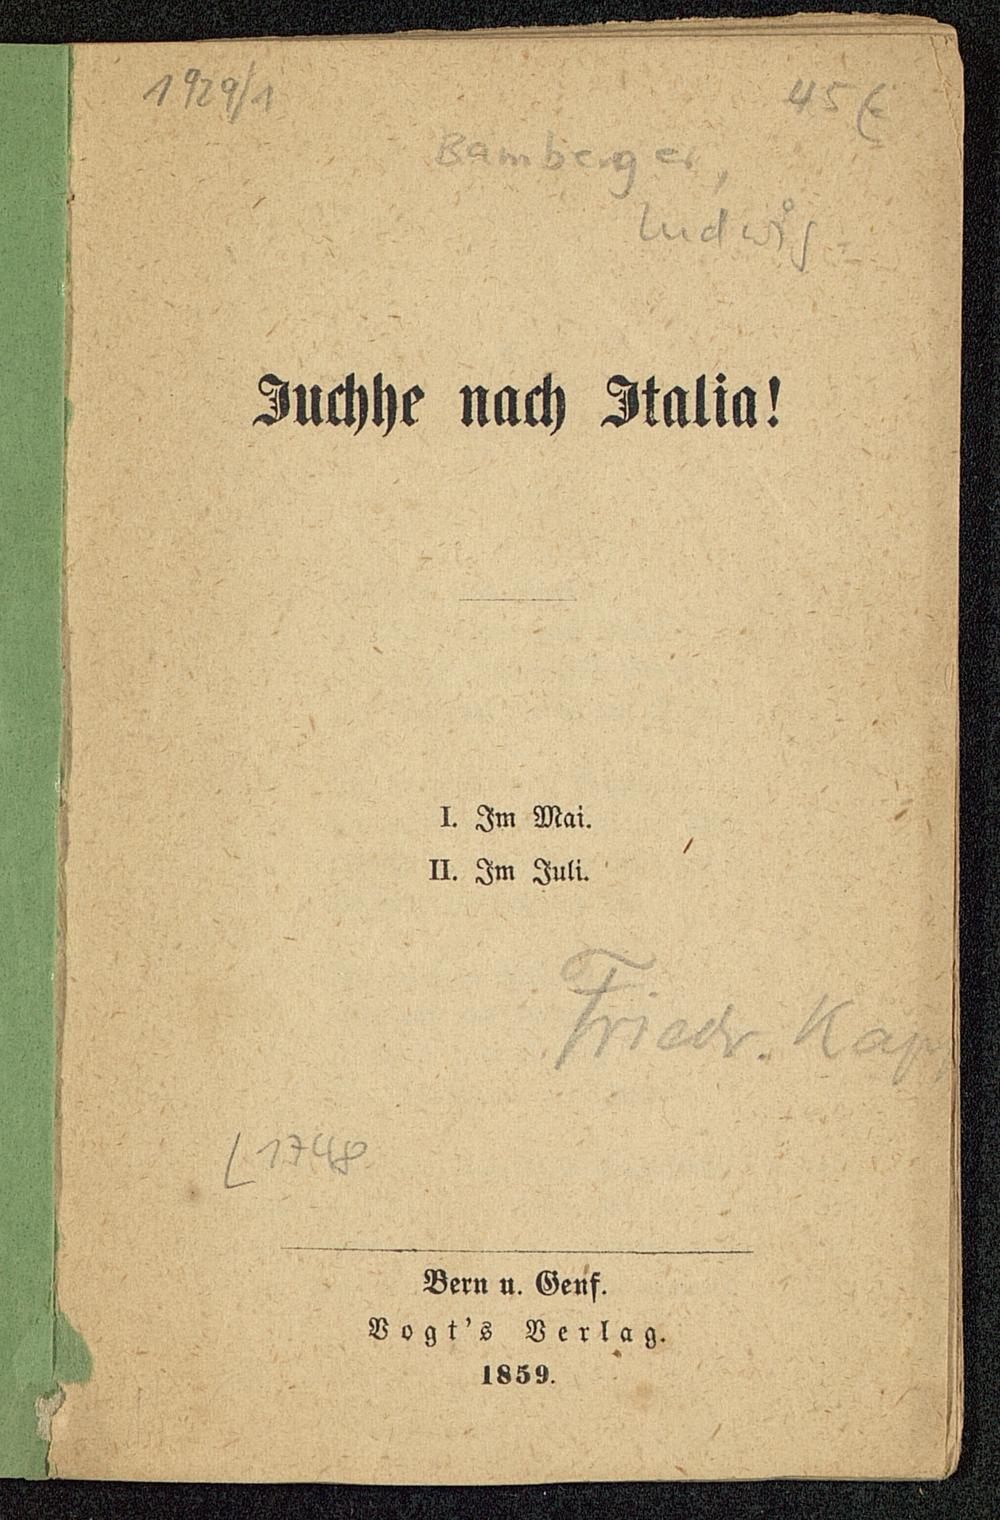 1929/1
45 €
Bamberger,
Ludwig
Juchhe nach Italia!
I. Im Mai.
II. Im Juli.
Friedr. Kapp
[1748
Bern u. Genf.
Vogt's Verlag.
1859.